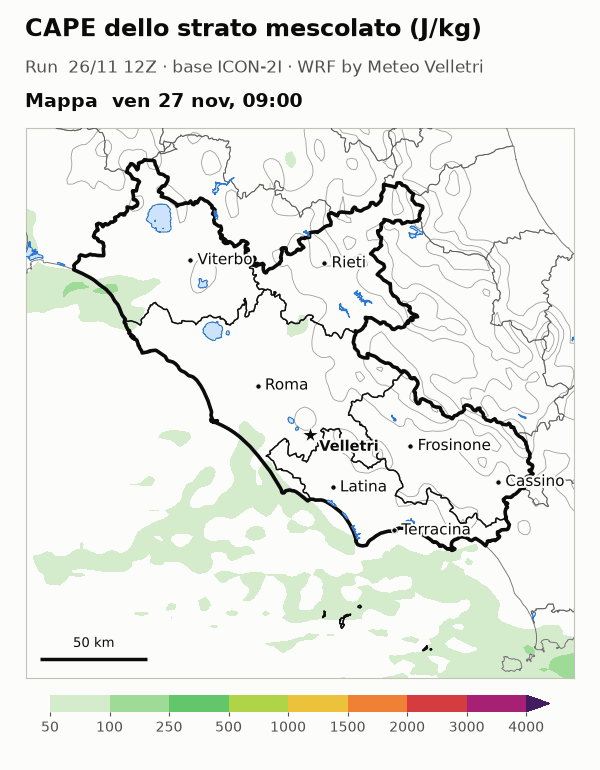 CAPE dello strato mescolato (J/kg)
Run  26/11 12Z · base ICON-2I · WRF by Meteo Velletri
Mappa  ven 27 nov, 09:00
Viterbo
Rieti
Roma
Velletri
Frosinone
Cassino
Latina
Terracina
50 km
50 100 250 500 1000 1500 2000 3000 4000